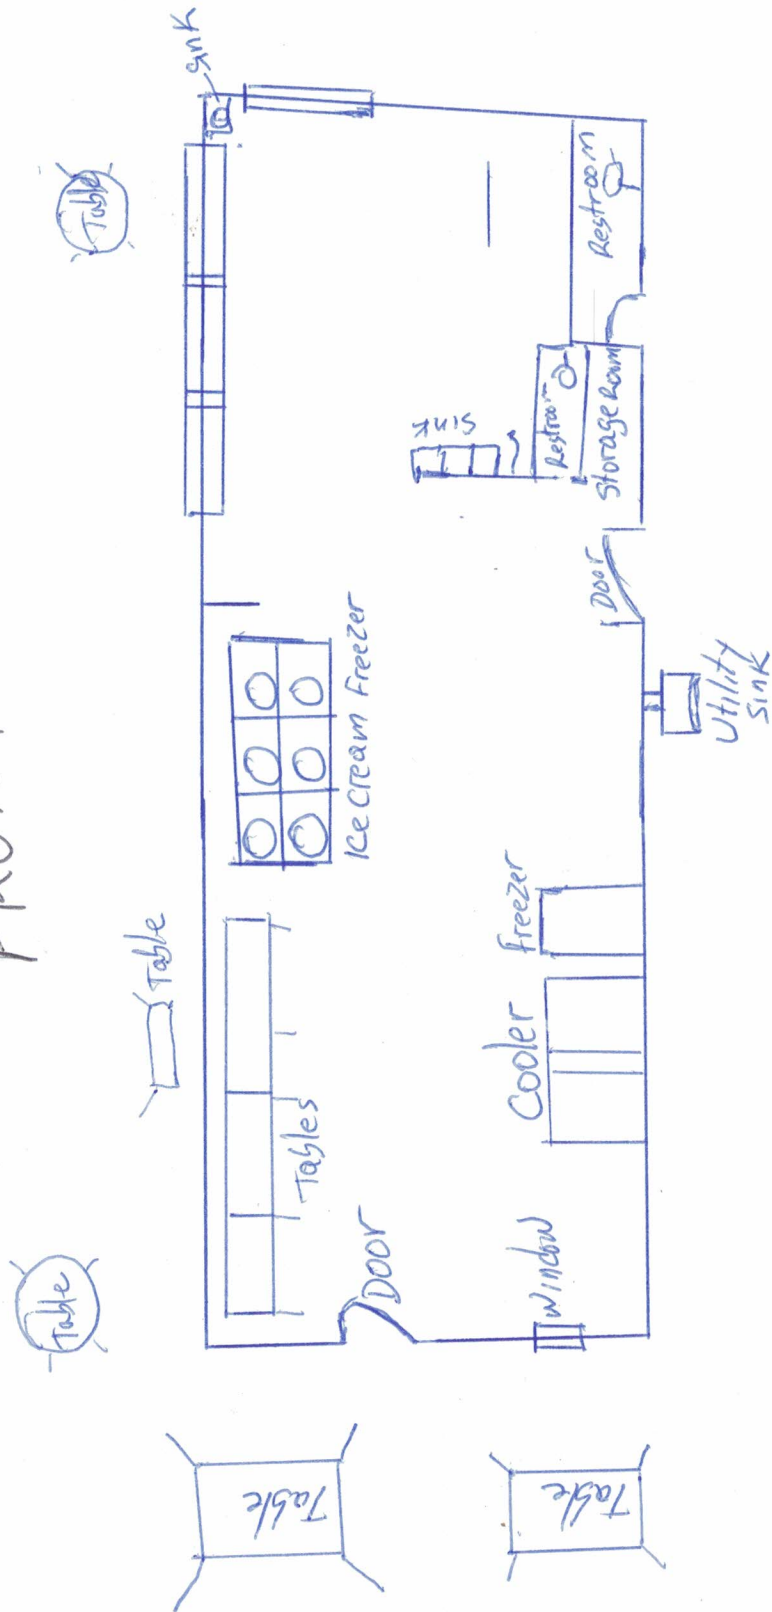 Sink
Table
Restroom
Restroom
Storage Room
Sink
Door
Utility
Sink
Ice Cream Freezer
Freezer
Cooler
Table
Tables
Door
Window
Table
Table
Table